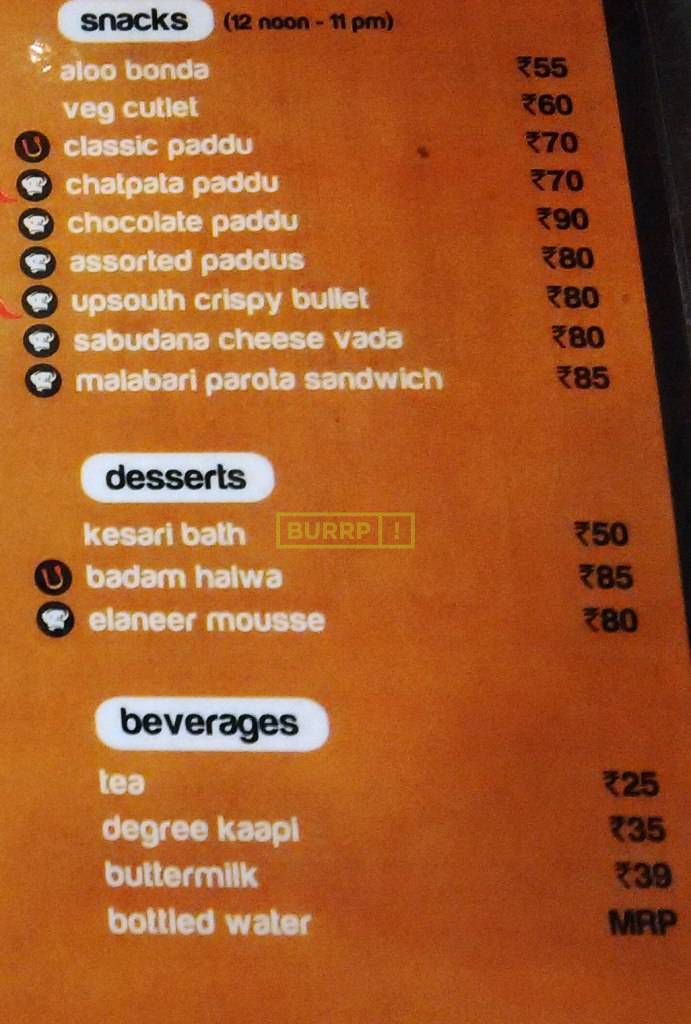 snacks (12 noon - 11 pm)
aloo bonda ₹55
veg cutlet ₹60
classic paddu ₹70
chatpata paddu ₹70
chocolate paddu ₹90
assorted paddus ₹80
upsouth crispy bullet ₹80
sabudana cheese vada ₹80
malabari parota sandwich ₹85
desserts
kesari bath ₹50
BURRP!
badam halwa ₹85
elaneer mousse ₹80
beverages
tea ₹25
degree kaapi ₹35
buttermilk ₹39
bottled water MRP